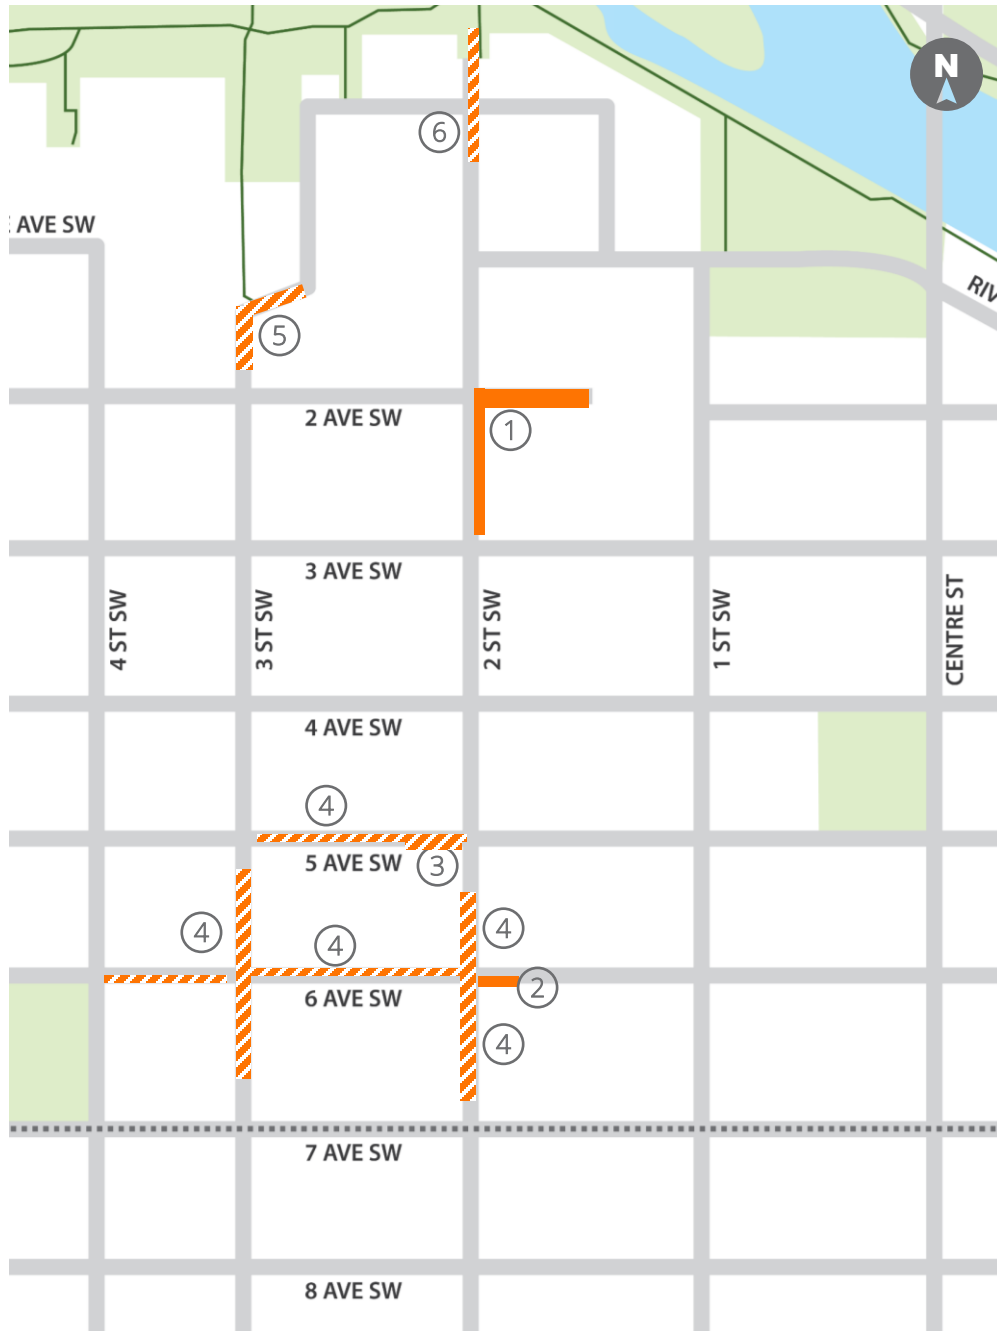 N
6
AVE SW
RIV
5
2 AVE SW
1
3 AVE SW
4 ST SW
3 ST SW
2 ST SW
1 ST SW
CENTRE ST
4 AVE SW
4
5 AVE SW
3
4
4
4
6 AVE SW
2
4
7 AVE SW
8 AVE SW